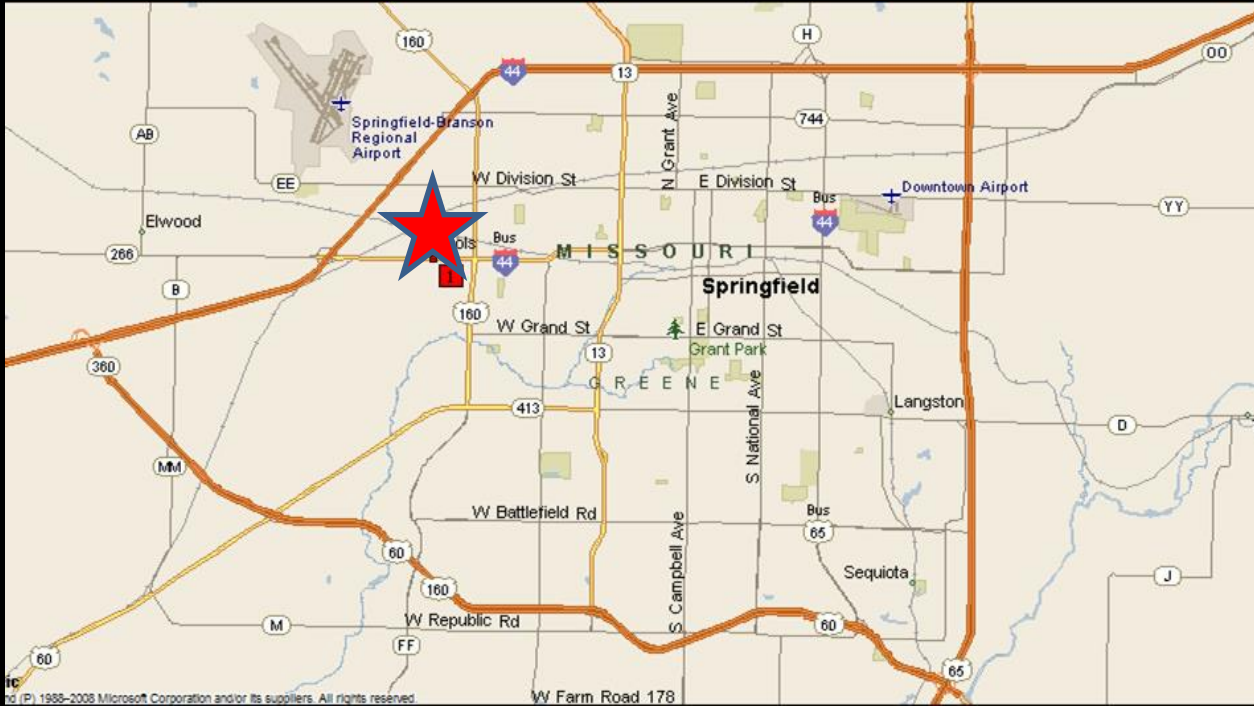 H
OO
160
44
13
N Grant Ave
744
Springfield-Branson
Regional
Airport
AB
W Division St
E Division St
EE
Downtown Airport
Bus
44
YY
Elwood
ols
Bus
44
MISSOURI
266
1
B
Springfield
160
W Grand St
E Grand St
13
Grant Park
360
GREENE
S National Ave
413
Langston
D
MM
W Battlefield Rd
S Campbell Ave
Bus
65
60
Sequiota
160
J
M
W Republic Rd
60
FF
60
65
ic
nd (P) 1988-2008 Microsoft Corporation and/or its suppliers. All rights reserved.
W Farm Road 178